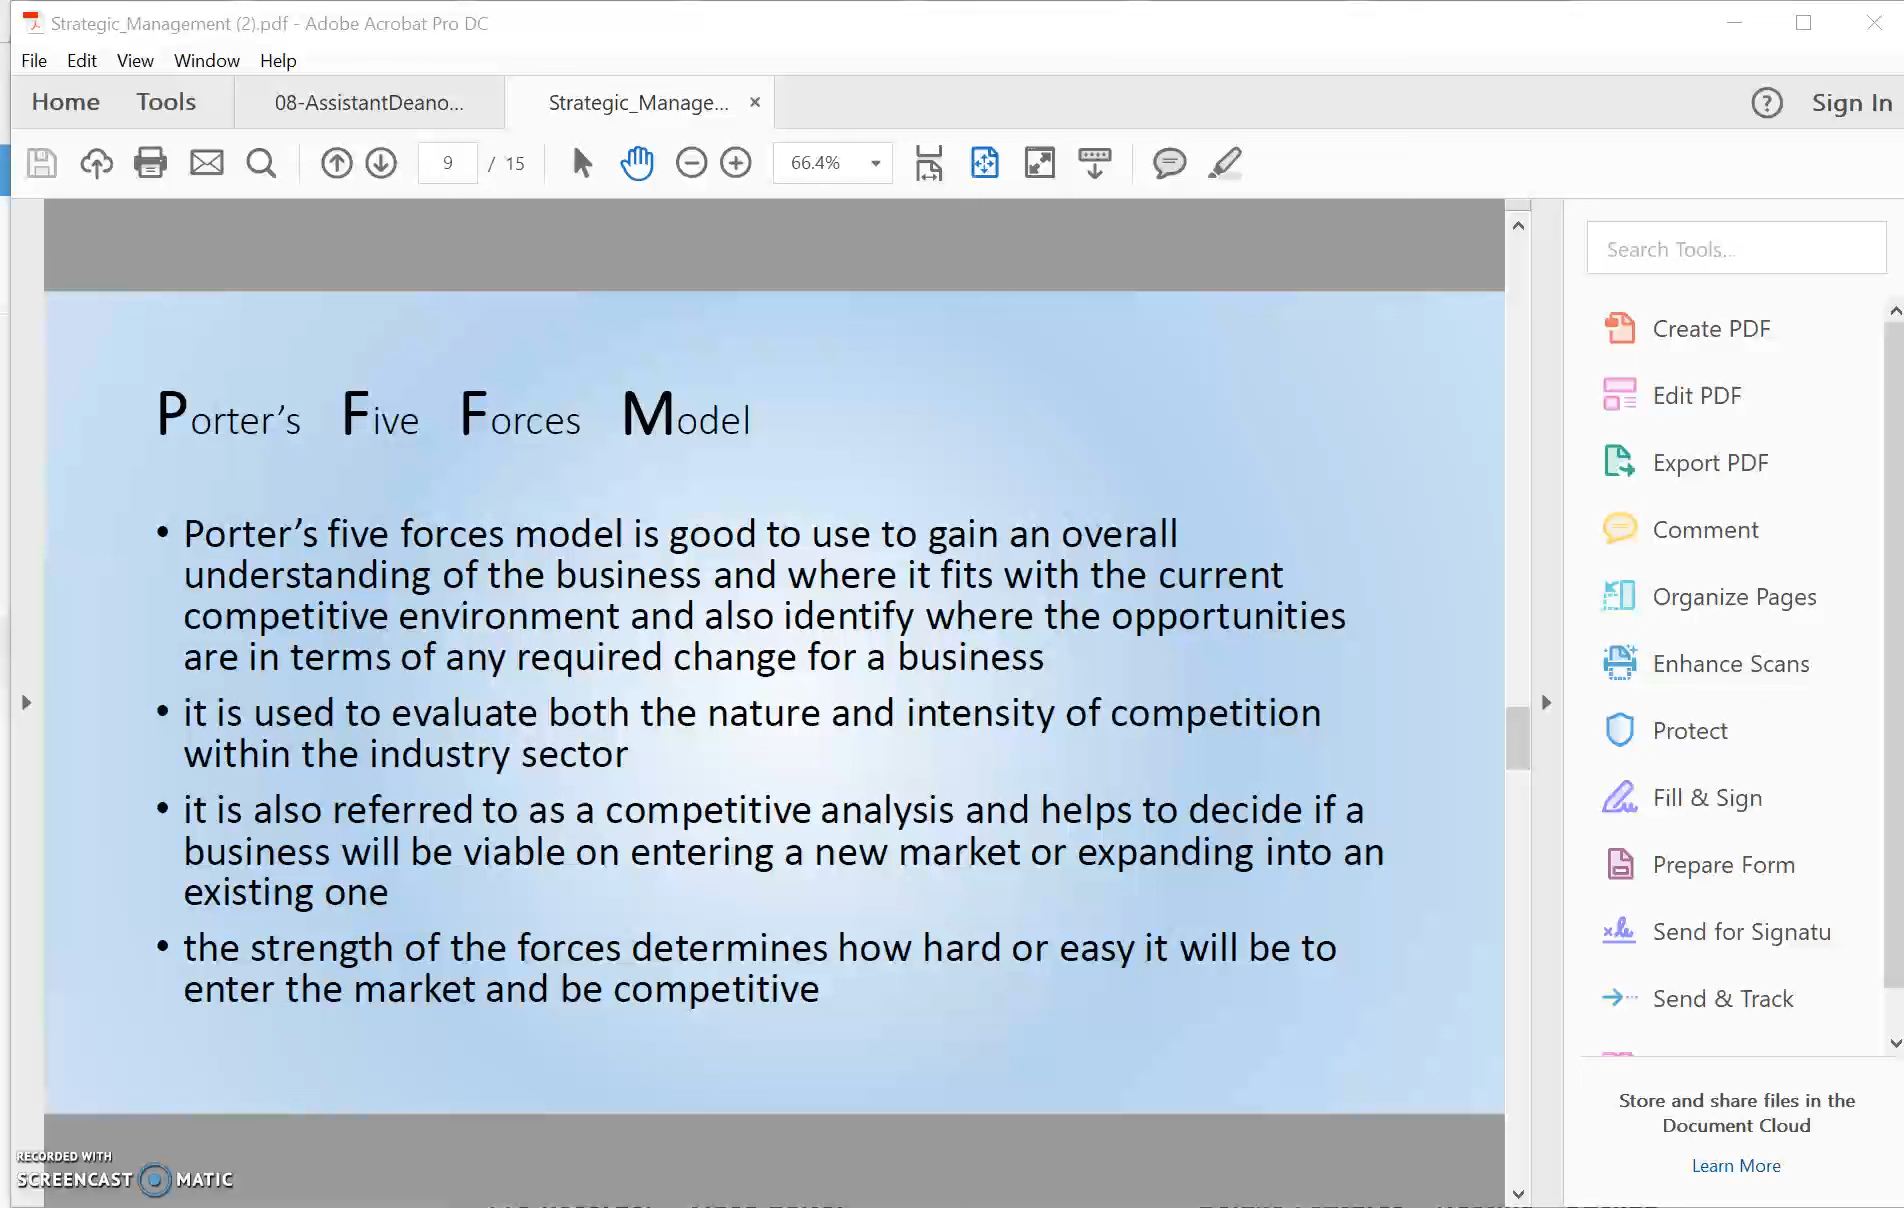 Strategic_Management (2).pdf - Adobe Acrobat Pro DC
File Edit View Window Help
Home Tools 08-AssistantDeano... Strategic_Manage... × ? Sign In
9 / 15 66.4%
Search Tools...
Porter’s Five Forces Model
• Porter’s five forces model is good to use to gain an overall
understanding of the business and where it fits with the current
competitive environment and also identify where the opportunities
are in terms of any required change for a business
• it is used to evaluate both the nature and intensity of competition
within the industry sector
• it is also referred to as a competitive analysis and helps to decide if a
business will be viable on entering a new market or expanding into an
existing one
• the strength of the forces determines how hard or easy it will be to
enter the market and be competitive
Create PDF
Edit PDF
Export PDF
Comment
Organize Pages
Enhance Scans
Protect
Fill & Sign
Prepare Form
Send for Signatu
Send & Track
Store and share files in the
Document Cloud
Learn More
RECORDED WITH
SCREENCAST MATIC